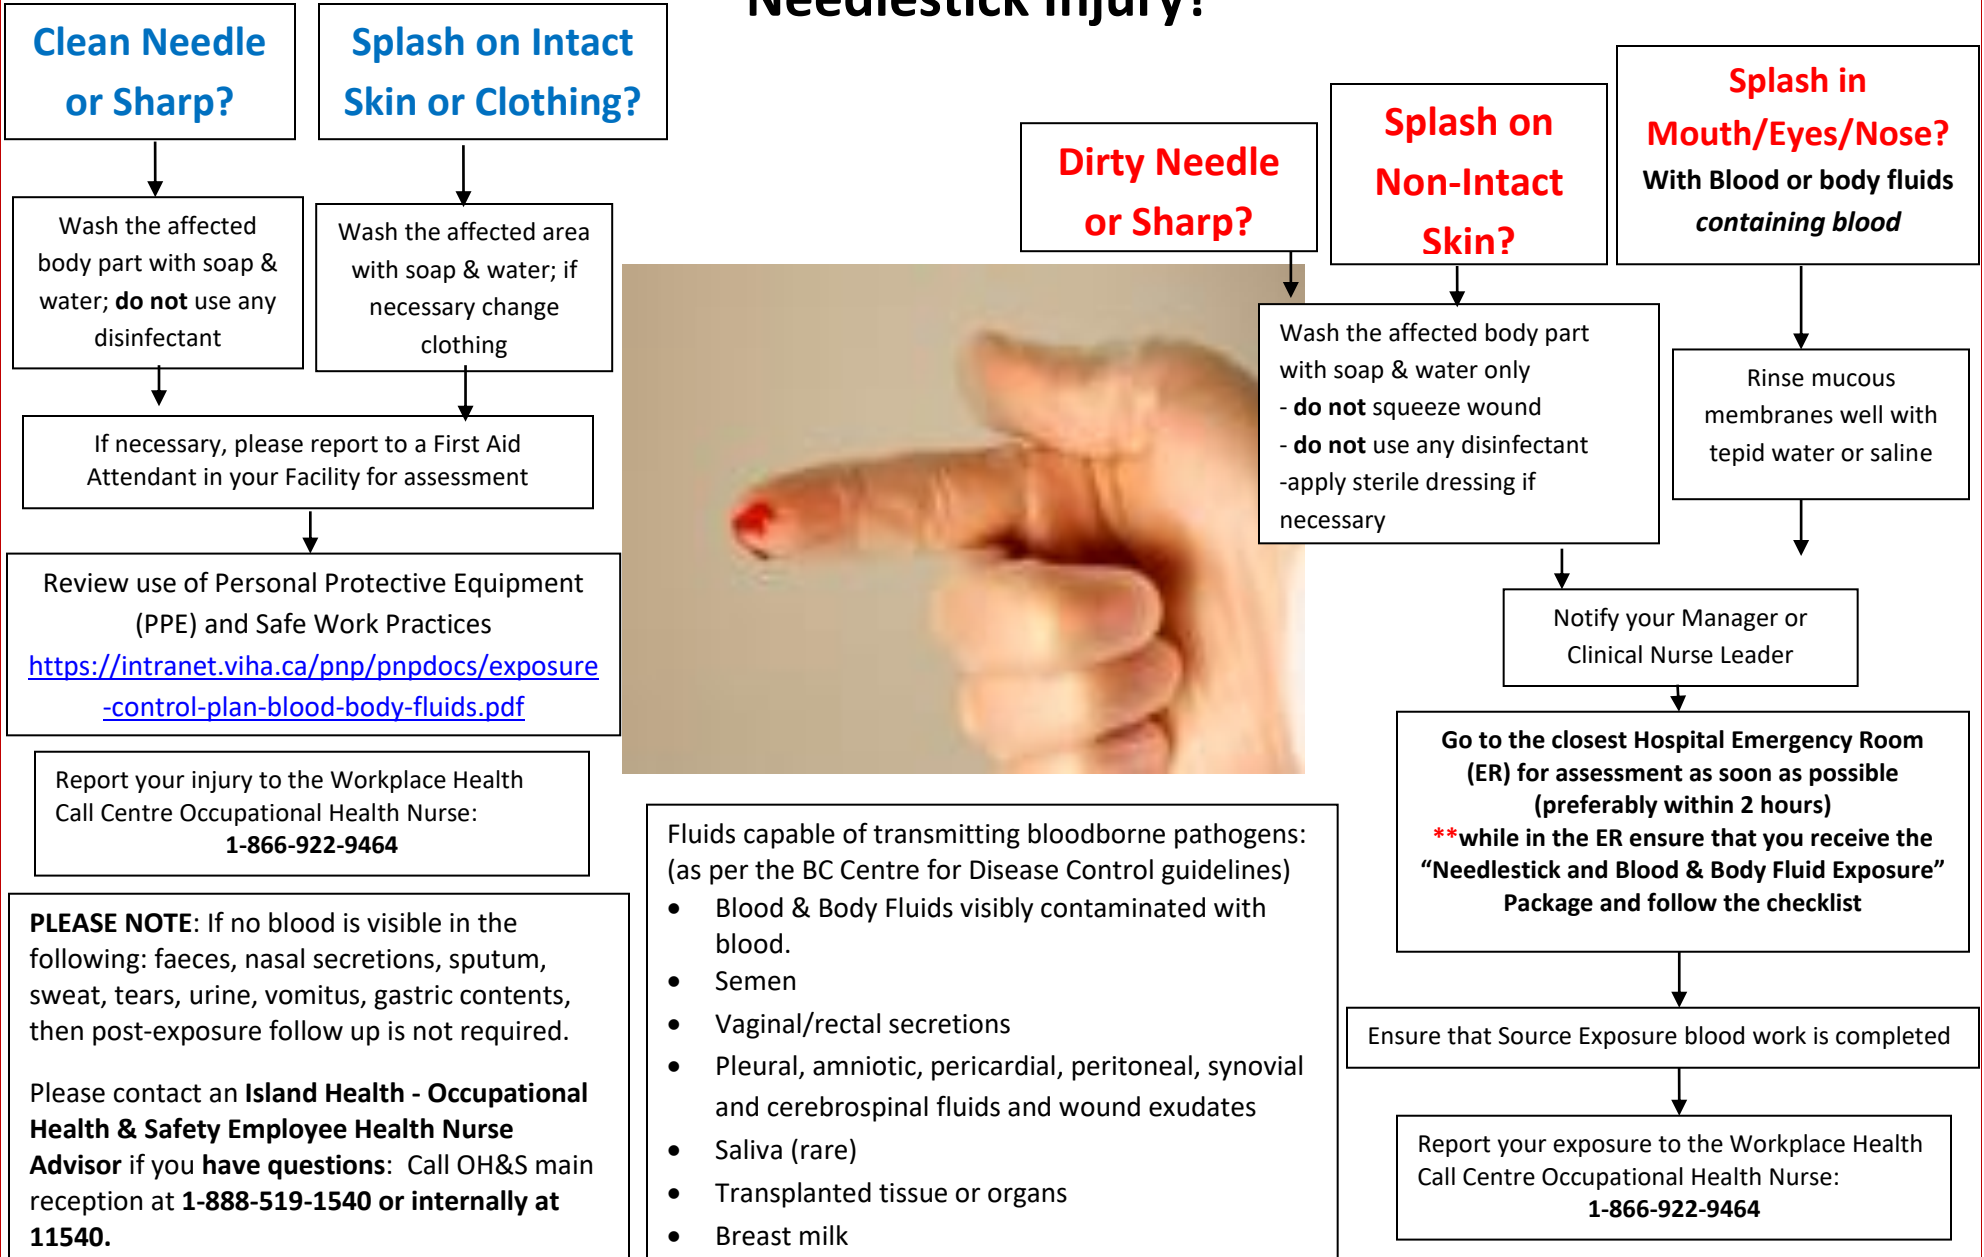 Needlestick Injury?
Clean Needle
or Sharp?
Splash on Intact
Skin or Clothing?
Dirty Needle
or Sharp?
Splash on
Non-Intact
Skin?
Splash in
Mouth/Eyes/Nose?
With Blood or body fluids
containing blood
Wash the affected
body part with soap &
water; do not use any
disinfectant
Wash the affected area
with soap & water; if
necessary change
clothing
If necessary, please report to a First Aid
Attendant in your Facility for assessment
Review use of Personal Protective Equipment
(PPE) and Safe Work Practices
https://intranet.viha.ca/pnp/pnpdocs/exposure
-control-plan-blood-body-fluids.pdf
Report your injury to the Workplace Health
Call Centre Occupational Health Nurse:
1-866-922-9464
PLEASE NOTE: If no blood is visible in the
following: faeces, nasal secretions, sputum,
sweat, tears, urine, vomitus, gastric contents,
then post-exposure follow up is not required.
Please contact an Island Health - Occupational
Health & Safety Employee Health Nurse
Advisor if you have questions: Call OH&S main
reception at 1-888-519-1540 or internally at
11540.
Fluids capable of transmitting bloodborne pathogens:
(as per the BC Centre for Disease Control guidelines)
• Blood & Body Fluids visibly contaminated with
blood.
• Semen
• Vaginal/rectal secretions
• Pleural, amniotic, pericardial, peritoneal, synovial
and cerebrospinal fluids and wound exudates
• Saliva (rare)
• Transplanted tissue or organs
• Breast milk
Wash the affected body part
with soap & water only
- do not squeeze wound
- do not use any disinfectant
-apply sterile dressing if
necessary
Rinse mucous
membranes well with
tepid water or saline
Notify your Manager or
Clinical Nurse Leader
Go to the closest Hospital Emergency Room
(ER) for assessment as soon as possible
(preferably within 2 hours)
**while in the ER ensure that you receive the
“Needlestick and Blood & Body Fluid Exposure”
Package and follow the checklist
Ensure that Source Exposure blood work is completed
Report your exposure to the Workplace Health
Call Centre Occupational Health Nurse:
1-866-922-9464